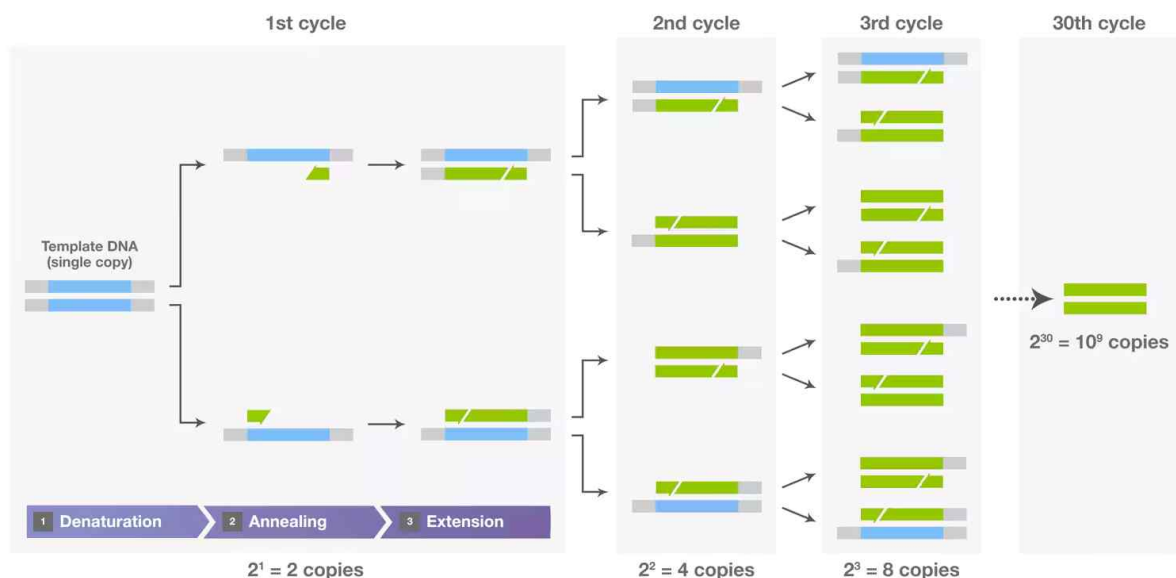 1st cycle
2nd cycle
3rd cycle
30th cycle
Template DNA
(single copy)
2³⁰ = 10⁹ copies
1 Denaturation
2 Annealing
3 Extension
2¹ = 2 copies
2² = 4 copies
2³ = 8 copies